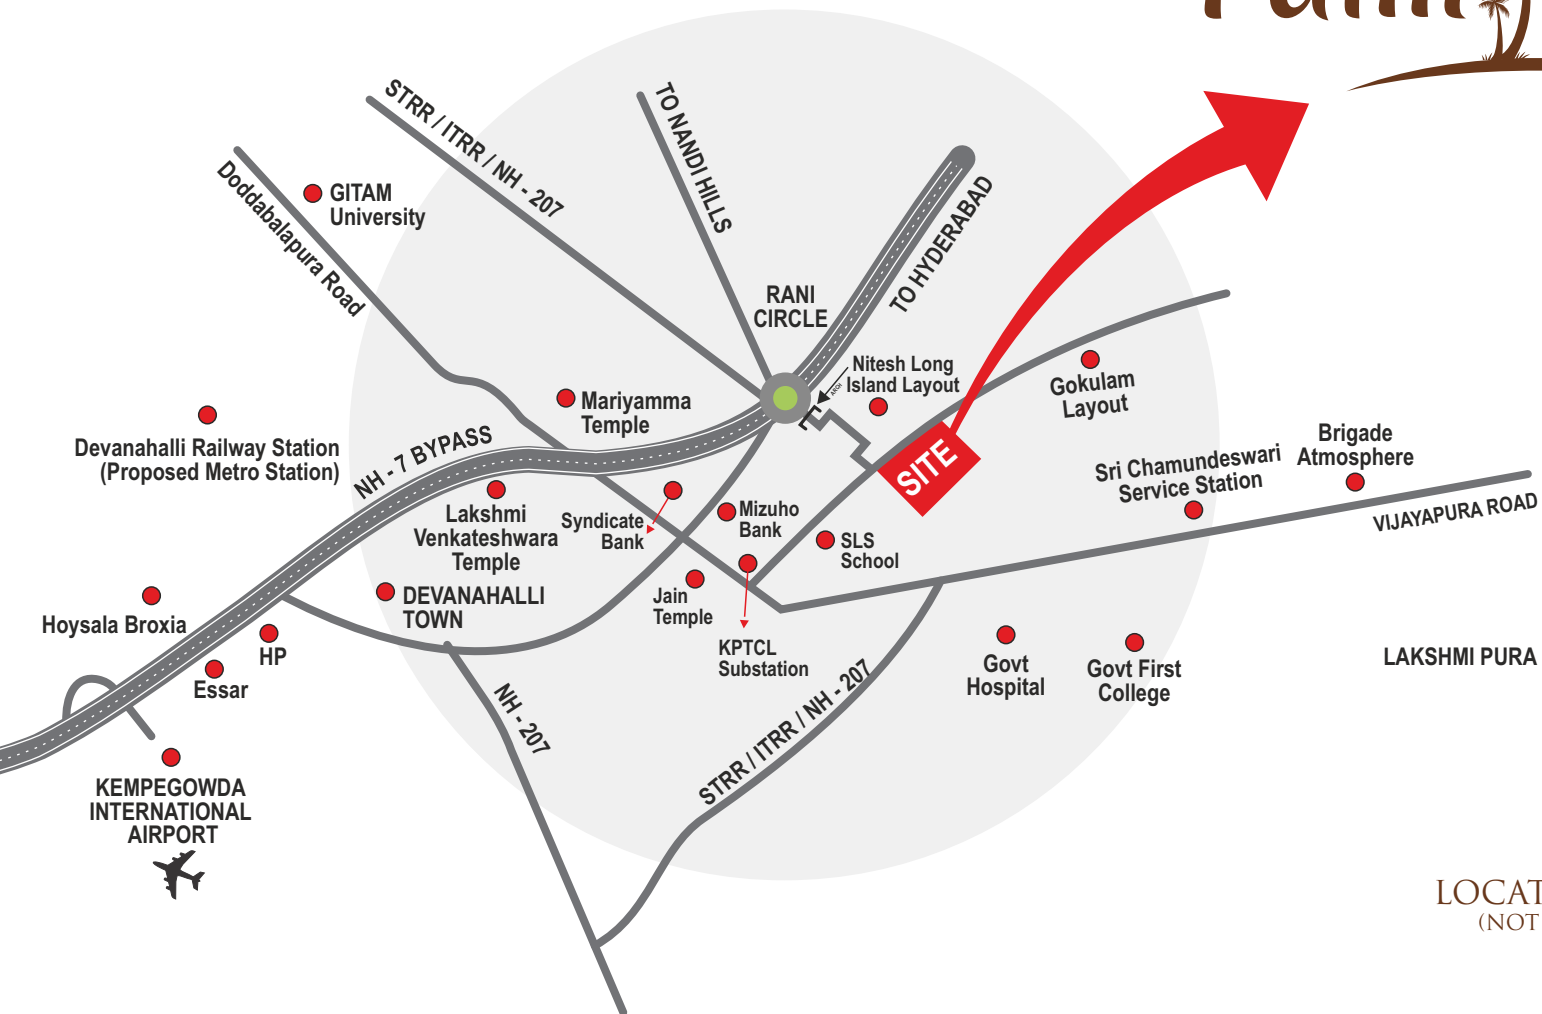 STRR / ITRR / NH - 207
TO NANDI HILLS
Doddabalapura Road
GITAM
University
TO HYDERABAD
RANI
CIRCLE
Nitesh Long
Island Layout
ARCH
Gokulam
Layout
Mariyamma
Temple
Devanahalli Railway Station
(Proposed Metro Station)
NH - 7 BYPASS
SITE
Brigade
Atmosphere
Sri Chamundeswari
Service Station
VIJAYAPURA ROAD
Lakshmi
Venkateshwara
Temple
Syndicate
Bank
Mizuho
Bank
SLS
School
DEVANAHALLI
TOWN
Jain
Temple
KPTCL
Substation
Hoysala Broxia
HP
Essar
Govt
Hospital
Govt First
College
LAKSHMI PURA
NH - 207
STRR / ITRR / NH - 207
KEMPEGOWDA
INTERNATIONAL
AIRPORT
LOCAT
(NOT